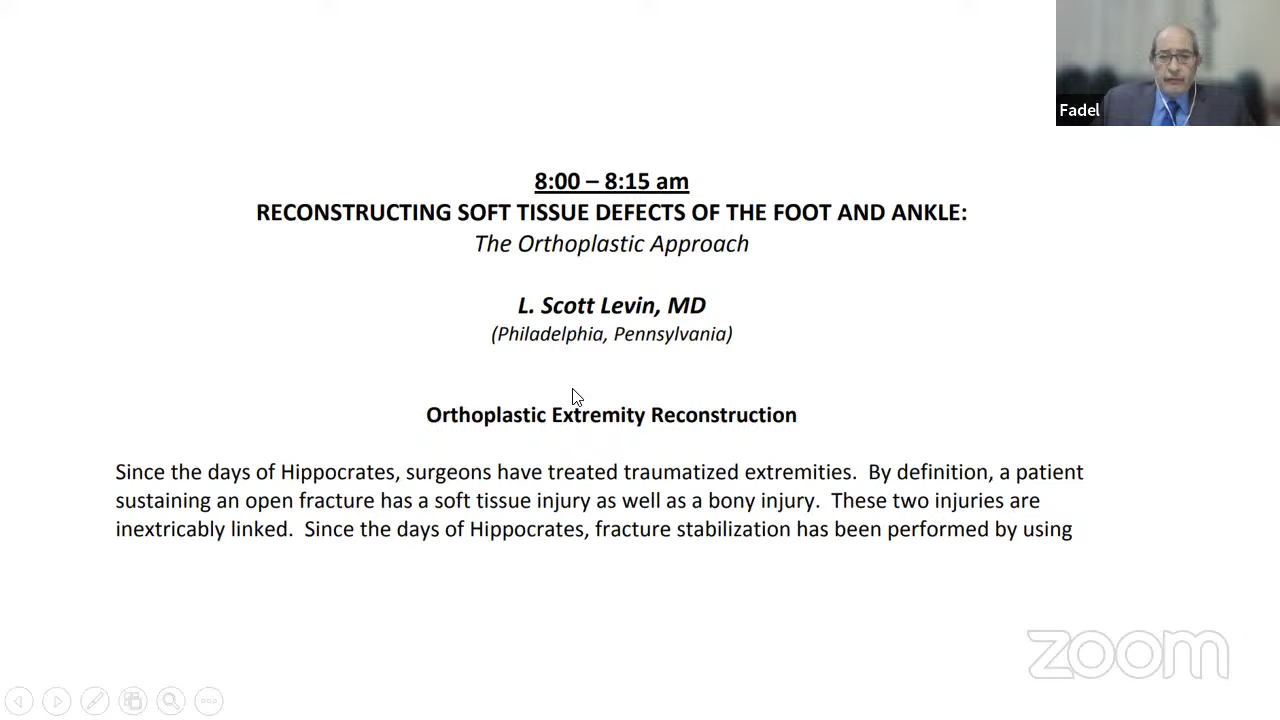 Fadel
8:00 – 8:15 am
RECONSTRUCTING SOFT TISSUE DEFECTS OF THE FOOT AND ANKLE:
The Orthoplastic Approach
L. Scott Levin, MD
(Philadelphia, Pennsylvania)
Orthoplastic Extremity Reconstruction
Since the days of Hippocrates, surgeons have treated traumatized extremities.  By definition, a patient
sustaining an open fracture has a soft tissue injury as well as a bony injury.  These two injuries are
inextricably linked.  Since the days of Hippocrates, fracture stabilization has been performed by using
zoom